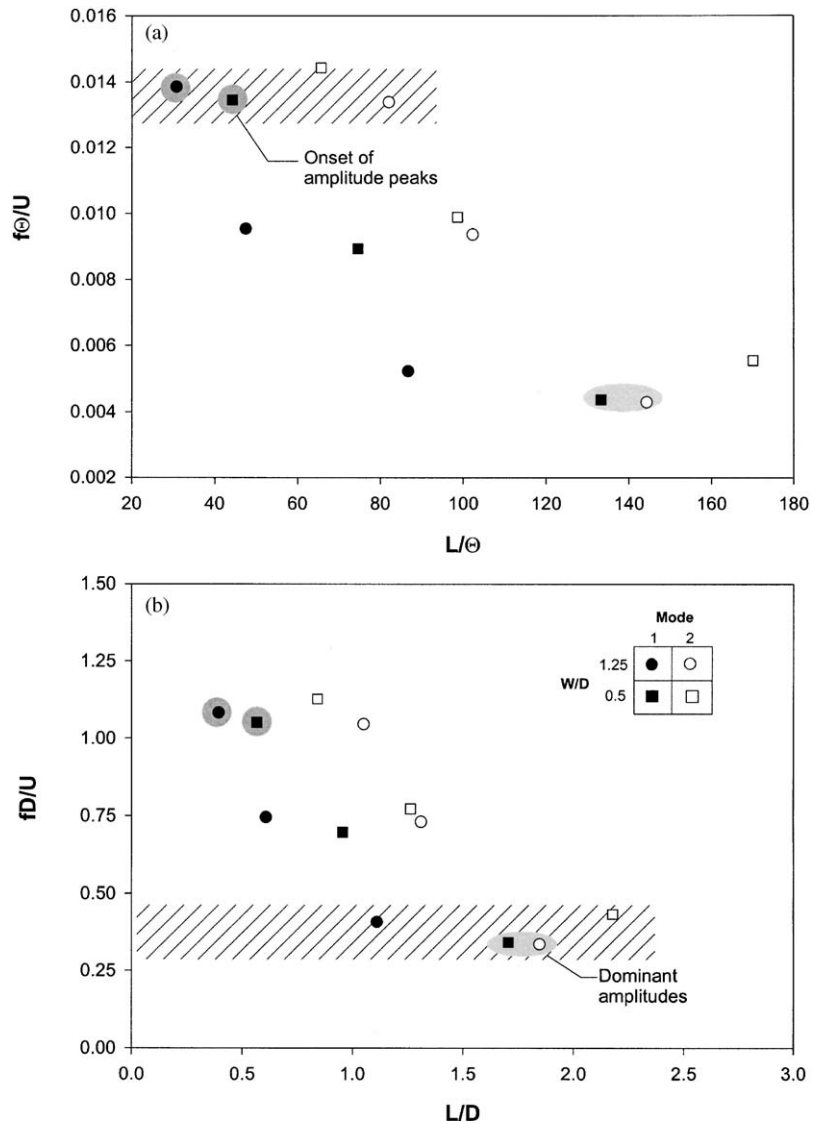 (a)
0.016
0.014
0.012
0.010
0.008
0.006
0.004
0.002
fΘ/U
Onset of
amplitude peaks
20 40 60 80 100 120 140 160 180
L/Θ
(b)
1.50
1.25
1.00
0.75
0.50
0.25
0.00
fD/U
Mode
1 2
1.25
W/D
0.5
Dominant
amplitudes
0.0 0.5 1.0 1.5 2.0 2.5 3.0
L/D